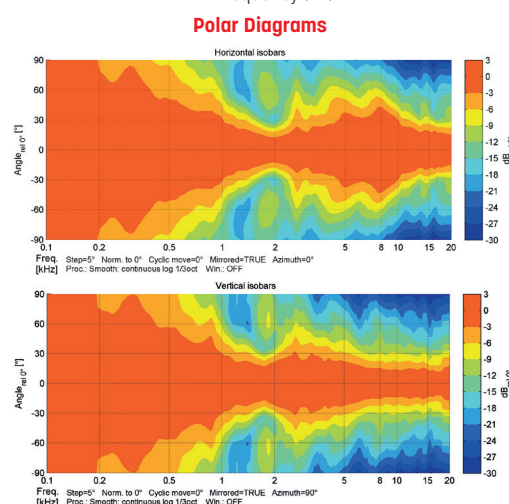 Polar Diagrams
Horizontal isobars
90
60
30
0
-30
-60
-90
Angle rel 0° [°]
0.1 0.2 0.5 1 2 5 8 10 15 20
Freq. [kHz]
Step=5° Norm. to 0° Cyclic move=0° Mirrored=TRUE Azimuth=0°
Proc.: Smooth: continuous log 1/3oct Win.: OFF
3
0
-3
-6
-9
-12
-15
-18
-21
-24
-27
-30
Vertical isobars
90
60
30
0
-30
-60
-90
Angle rel 0° [°]
0.1 0.2 0.5 1 2 5 8 10 15 20
Freq. [kHz]
Step=5° Norm. to 0° Cyclic move=0° Mirrored=TRUE Azimuth=90°
Proc.: Smooth: continuous log 1/3oct Win.: OFF
3
0
-3
-6
-9
-12
-15
-18
-21
-24
-27
-30